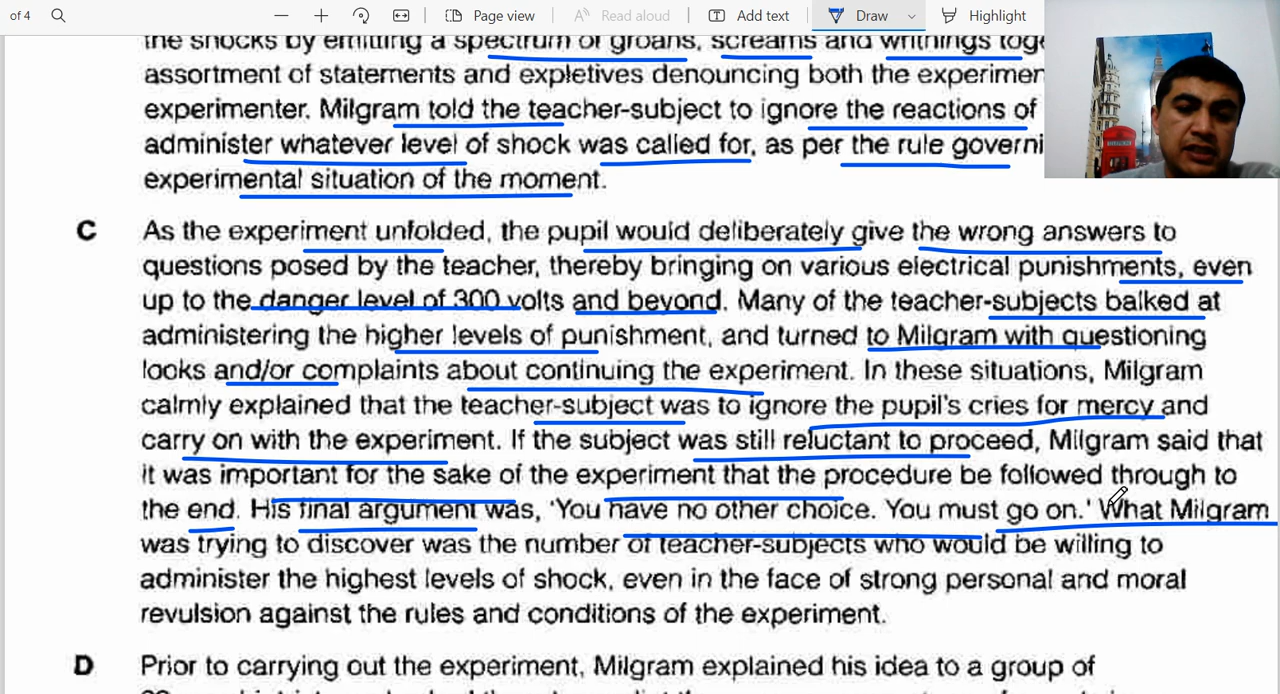 of 4 Page view Read aloud Add text Draw Highlight
the shocks by emitting a spectrum of groans, screams and writhings
assortment of statements and expletives denouncing both the
experimenter. Milgram told the teacher-subject to ignore the reactions of
administer whatever level of shock was called for, as per the rule
experimental situation of the moment.
C As the experiment unfolded, the pupil would deliberately give the wrong answers to
questions posed by the teacher, thereby bringing on various electrical punishments, even
up to the danger level of 300 volts and beyond. Many of the teacher-subjects balked at
administering the higher levels of punishment, and turned to Milgram with questioning
looks and/or complaints about continuing the experiment. In these situations, Milgram
calmly explained that the teacher-subject was to ignore the pupil's cries for mercy and
carry on with the experiment. If the subject was still reluctant to proceed, Milgram said that
it was important for the sake of the experiment that the procedure be followed through to
the end. His final argument was, 'You have no other choice. You must go on.' What Milgram
was trying to discover was the number of teacher-subjects who would be willing to
administer the highest levels of shock, even in the face of strong personal and moral
revulsion against the rules and conditions of the experiment.
D Prior to carrying out the experiment, Milgram explained his idea to a group of